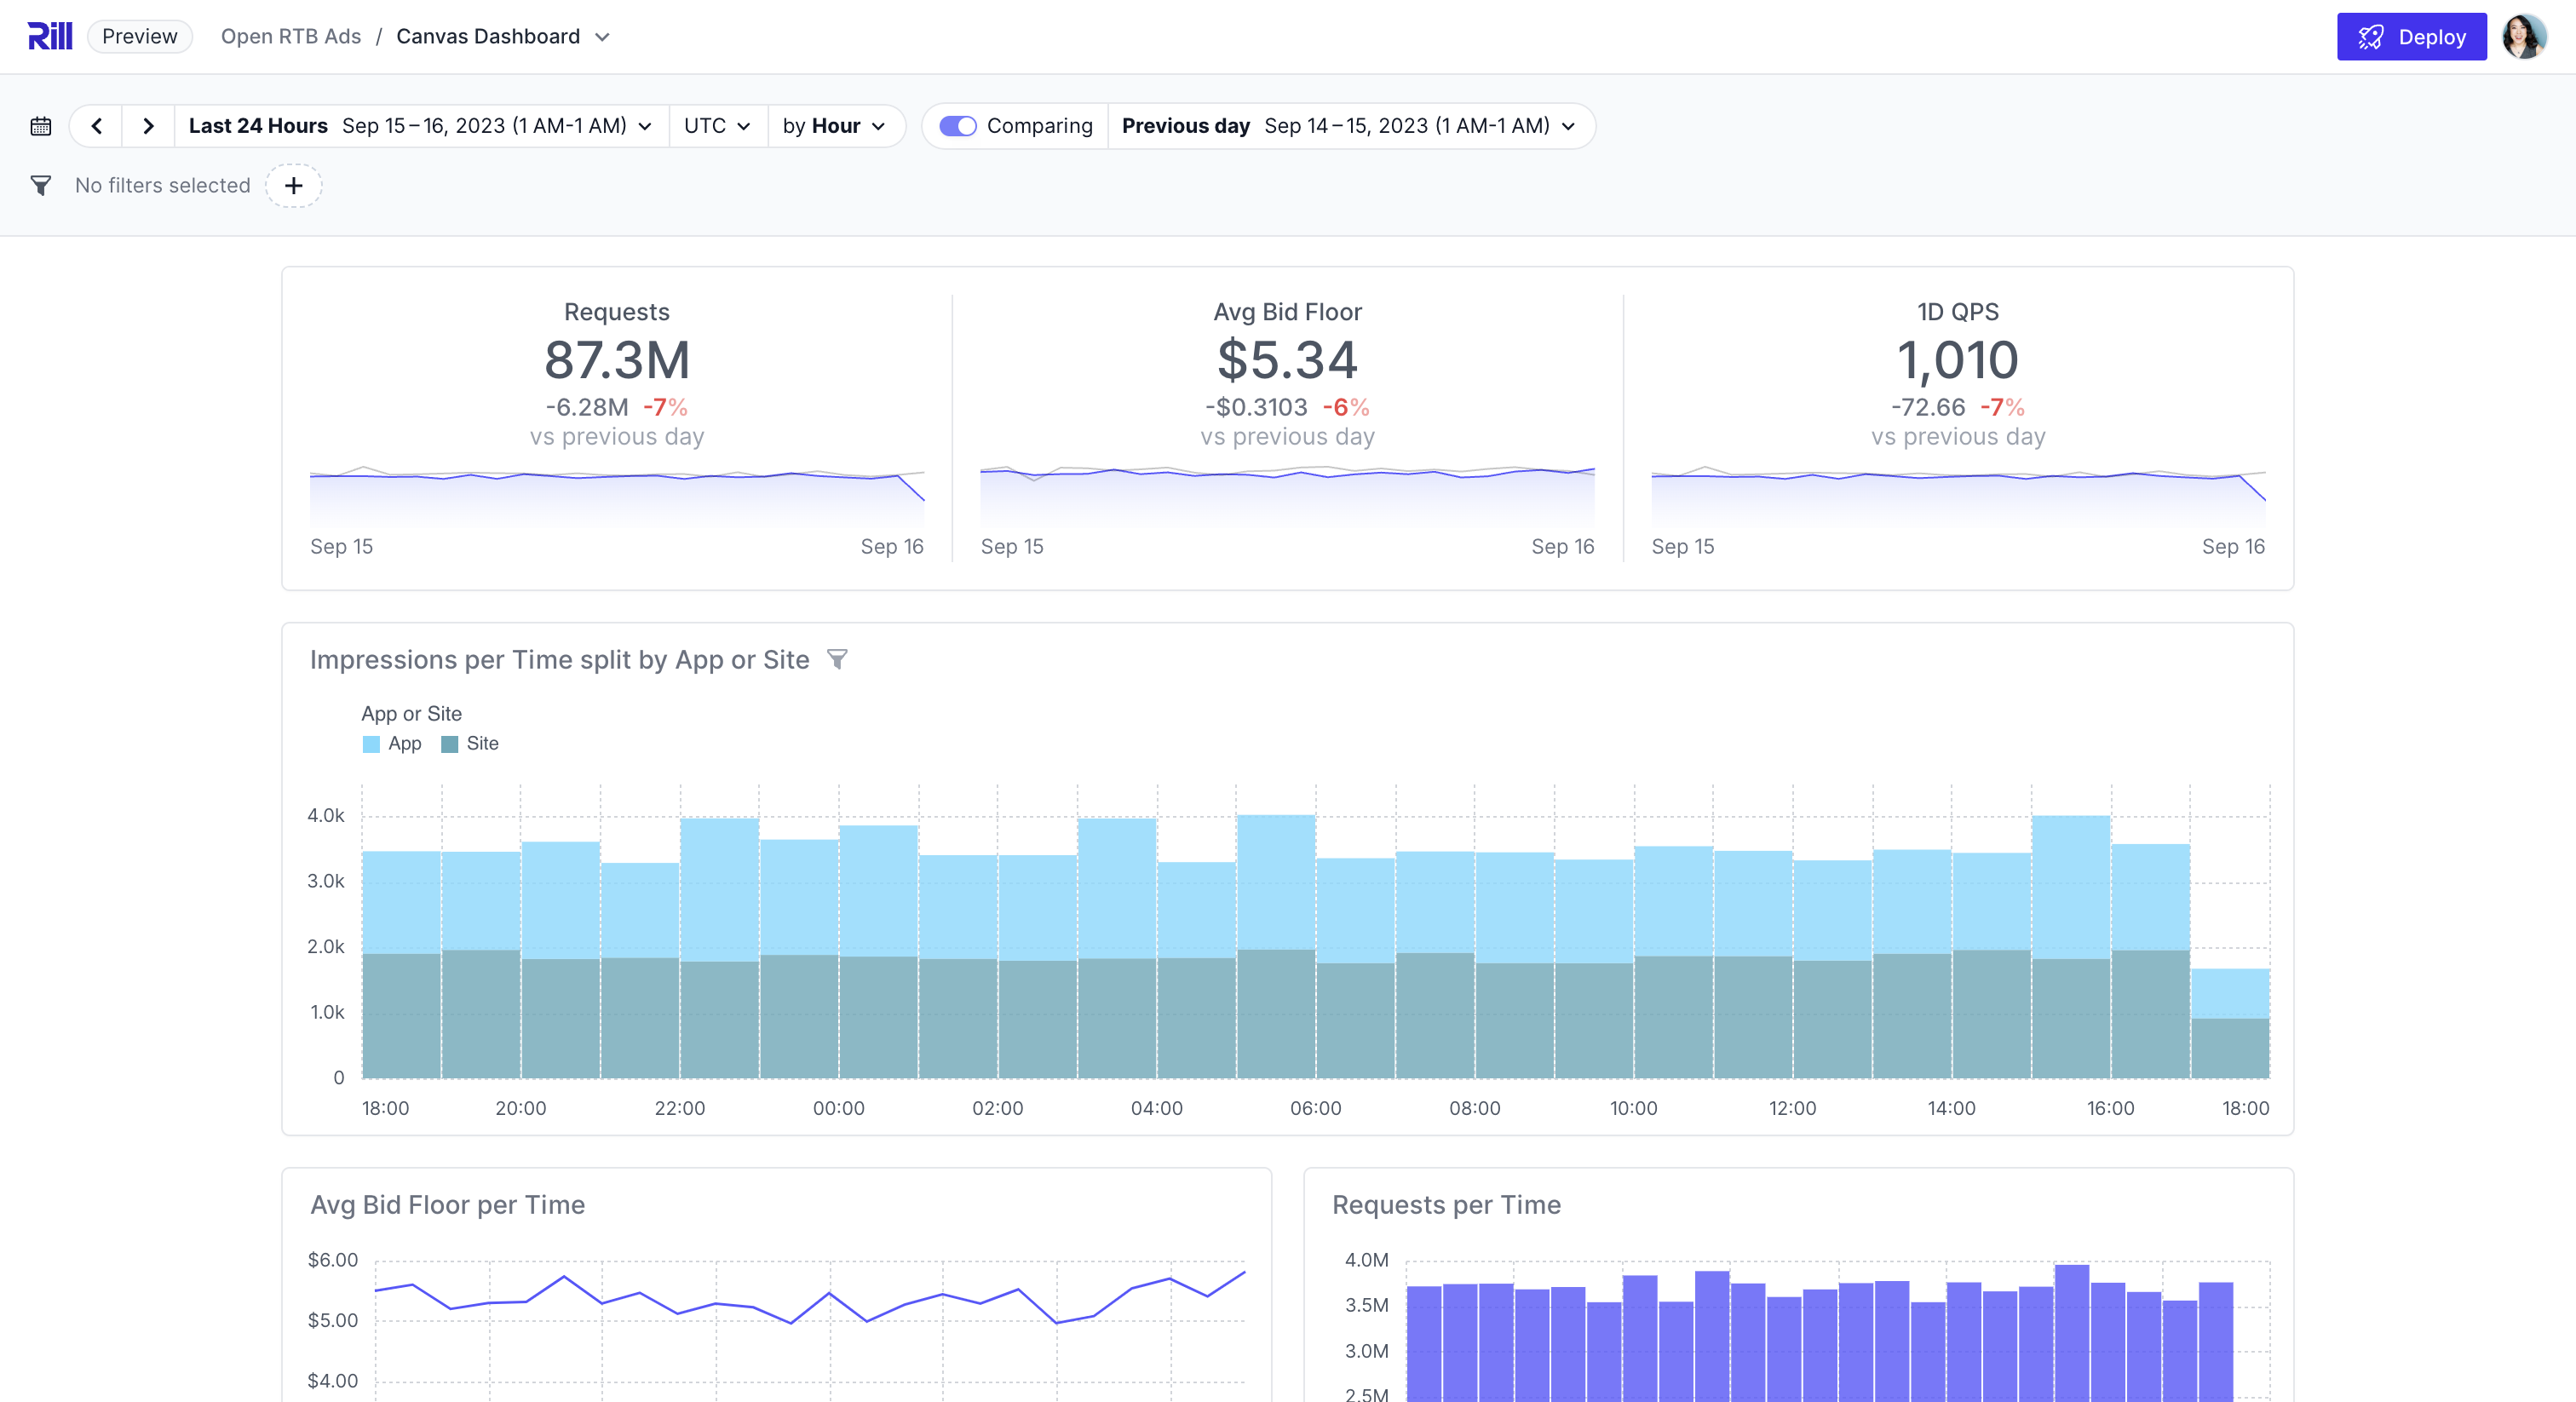 Rill Preview Open RTB Ads / Canvas Dashboard Deploy
Last 24 Hours Sep 15 – 16, 2023 (1 AM-1 AM) UTC by Hour Comparing Previous day Sep 14 – 15, 2023 (1 AM-1 AM)
No filters selected +
Requests
87.3M
-6.28M -7%
vs previous day
Sep 15 Sep 16
Avg Bid Floor
$5.34
-$0.3103 -6%
vs previous day
Sep 15 Sep 16
1D QPS
1,010
-72.66 -7%
vs previous day
Sep 15 Sep 16
Impressions per Time split by App or Site
App or Site
App Site
4.0k
3.0k
2.0k
1.0k
0
18:00 20:00 22:00 00:00 02:00 04:00 06:00 08:00 10:00 12:00 14:00 16:00 18:00
Avg Bid Floor per Time
$6.00
$5.00
$4.00
Requests per Time
4.0M
3.5M
3.0M
2.5M